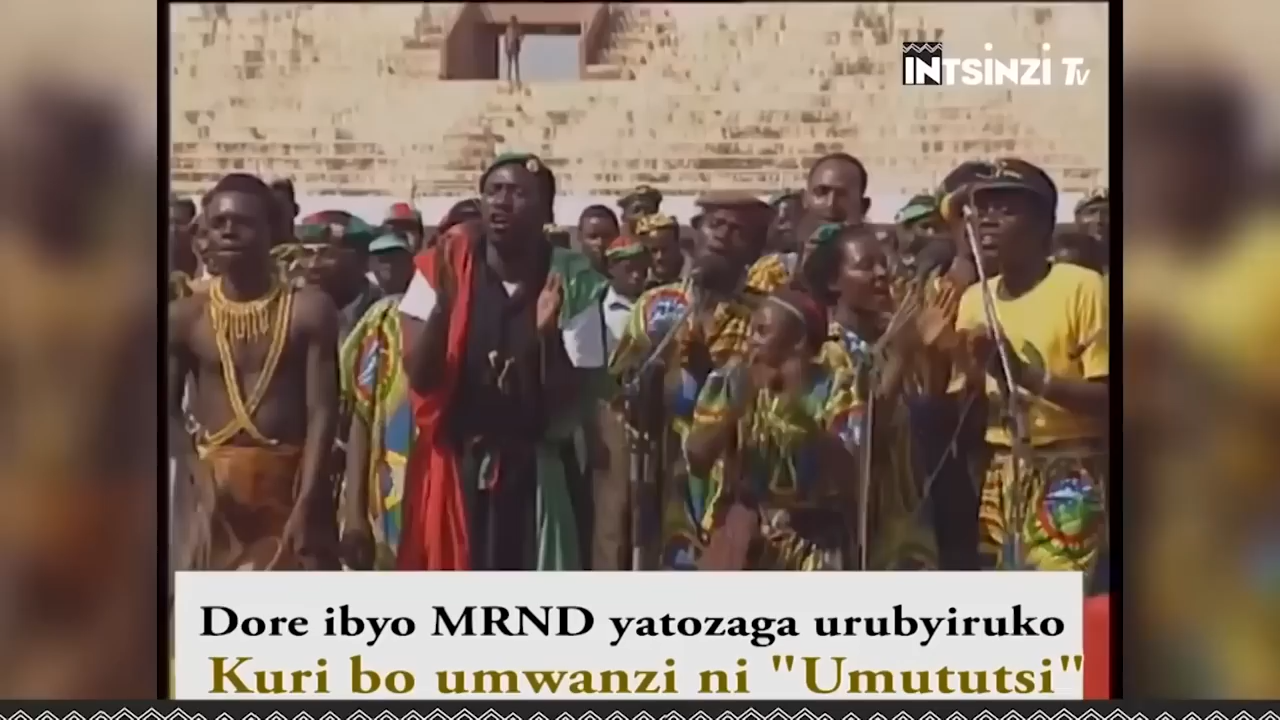 INTSINZI TV
Dore ibyo MRND yatozaga urubyiruko
Kuri bo umwanzi ni "Umututsi"